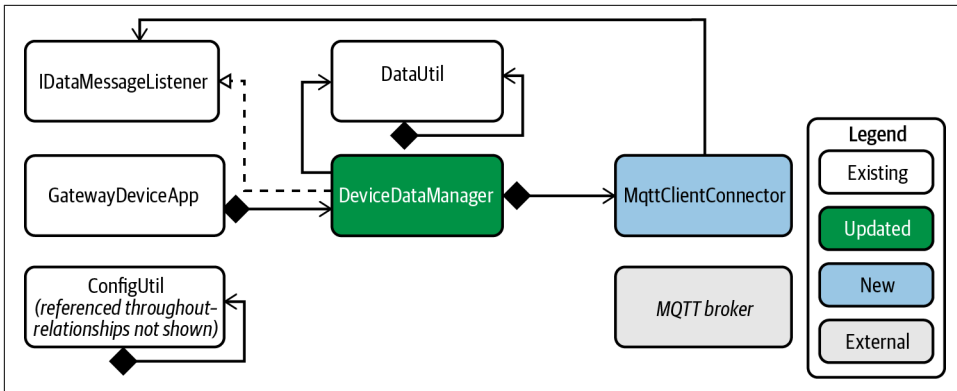 IDataMessageListener
DataUtil
GatewayDeviceApp
DeviceDataManager
MqttClientConnector
ConfigUtil
(referenced throughout–
relationships not shown)
MQTT broker
Legend
Existing
Updated
New
External